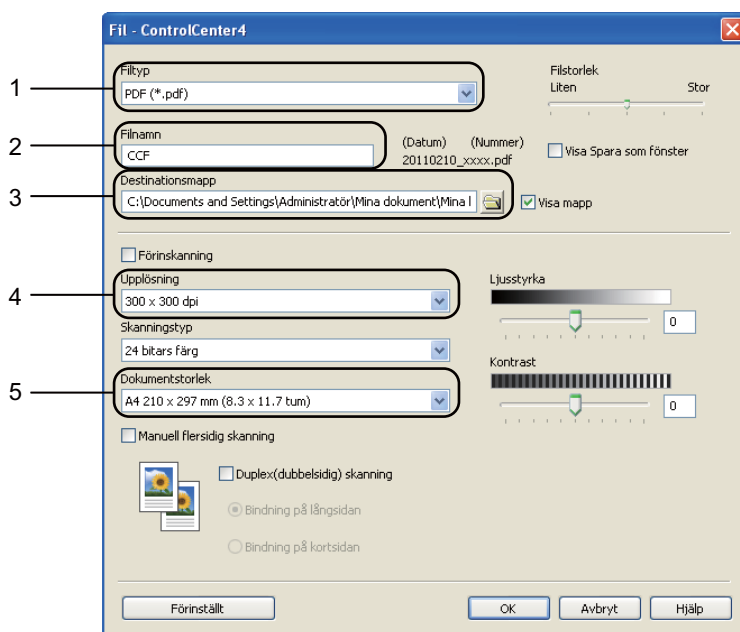 Fil - ControlCenter4
1
Filtyp
PDF (*.pdf)
Filstorlek
Liten Stor
2
Filnamn
CCF
(Datum) (Nummer)
20110210_xxxx.pdf
Visa Spara som fönster
3
Destinationsmapp
C:\Documents and Settings\Administratör\Mina dokument\Mina l
Visa mapp
Förinskanning
4
Upplösning
300 x 300 dpi
Ljusstyrka
0
Skanningstyp
24 bitars färg
Kontrast
0
5
Dokumentstorlek
A4 210 x 297 mm (8.3 x 11.7 tum)
Manuell flersidig skanning
Duplex(dubbelsidig) skanning
Bindning på långsidan
Bindning på kortsidan
Förinställt
OK
Avbryt
Hjälp